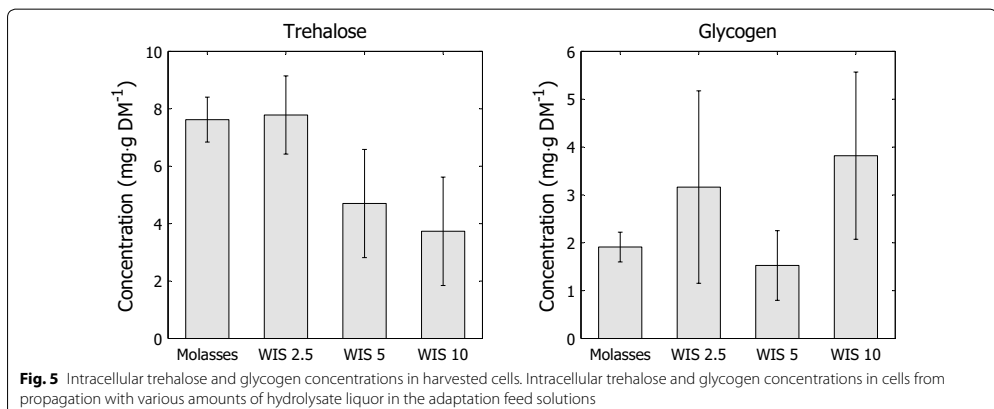 Trehalose
Concentration (mg·g DM⁻¹)
10
8
6
4
2
0
Molasses WIS 2.5 WIS 5 WIS 10
Glycogen
Concentration (mg·g DM⁻¹)
6
5
4
3
2
1
0
Molasses WIS 2.5 WIS 5 WIS 10
Fig. 5 Intracellular trehalose and glycogen concentrations in harvested cells. Intracellular trehalose and glycogen concentrations in cells from
propagation with various amounts of hydrolysate liquor in the adaptation feed solutions